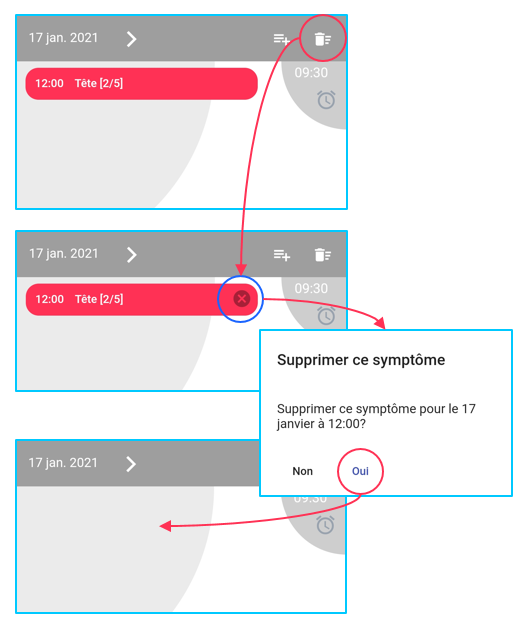 17 jan. 2021
09:30
12:00 Tête [2/5]
17 jan. 2021
09:30
12:00 Tête [2/5]
Supprimer ce symptôme
Supprimer ce symptôme pour le 17
janvier à 12:00?
Non Oui
17 jan. 2021
09:30